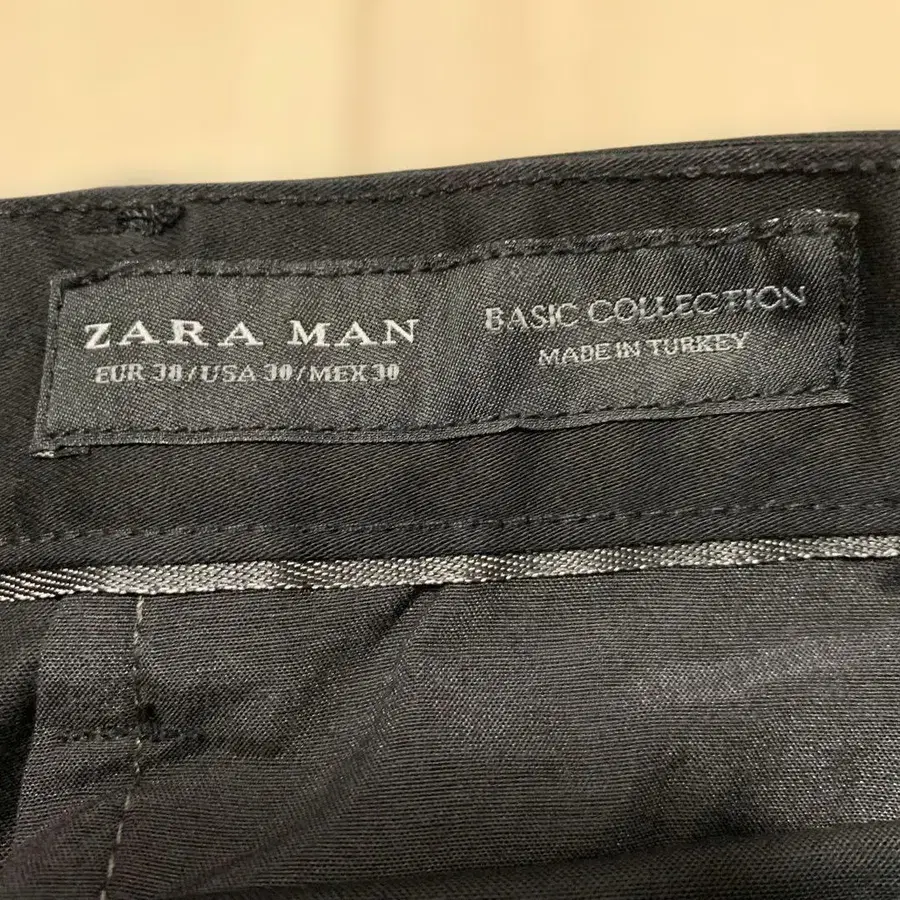 ZARA MAN
EUR 38/USA 30/MEX 30
BASIC COLLECTION
MADE IN TURKEY